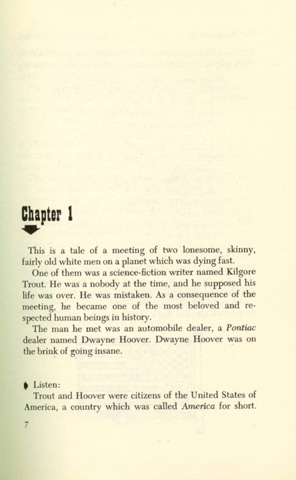 Chapter 1
This is a tale of a meeting of two lonesome, skinny,
fairly old white men on a planet which was dying fast.
One of them was a science-fiction writer named Kilgore
Trout. He was a nobody at the time, and he supposed his
life was over. He was mistaken. As a consequence of the
meeting, he became one of the most beloved and re-
spected human beings in history.
The man he met was an automobile dealer, a Pontiac
dealer named Dwayne Hoover. Dwayne Hoover was on
the brink of going insane.
Listen:
Trout and Hoover were citizens of the United States of
America, a country which was called America for short.
7